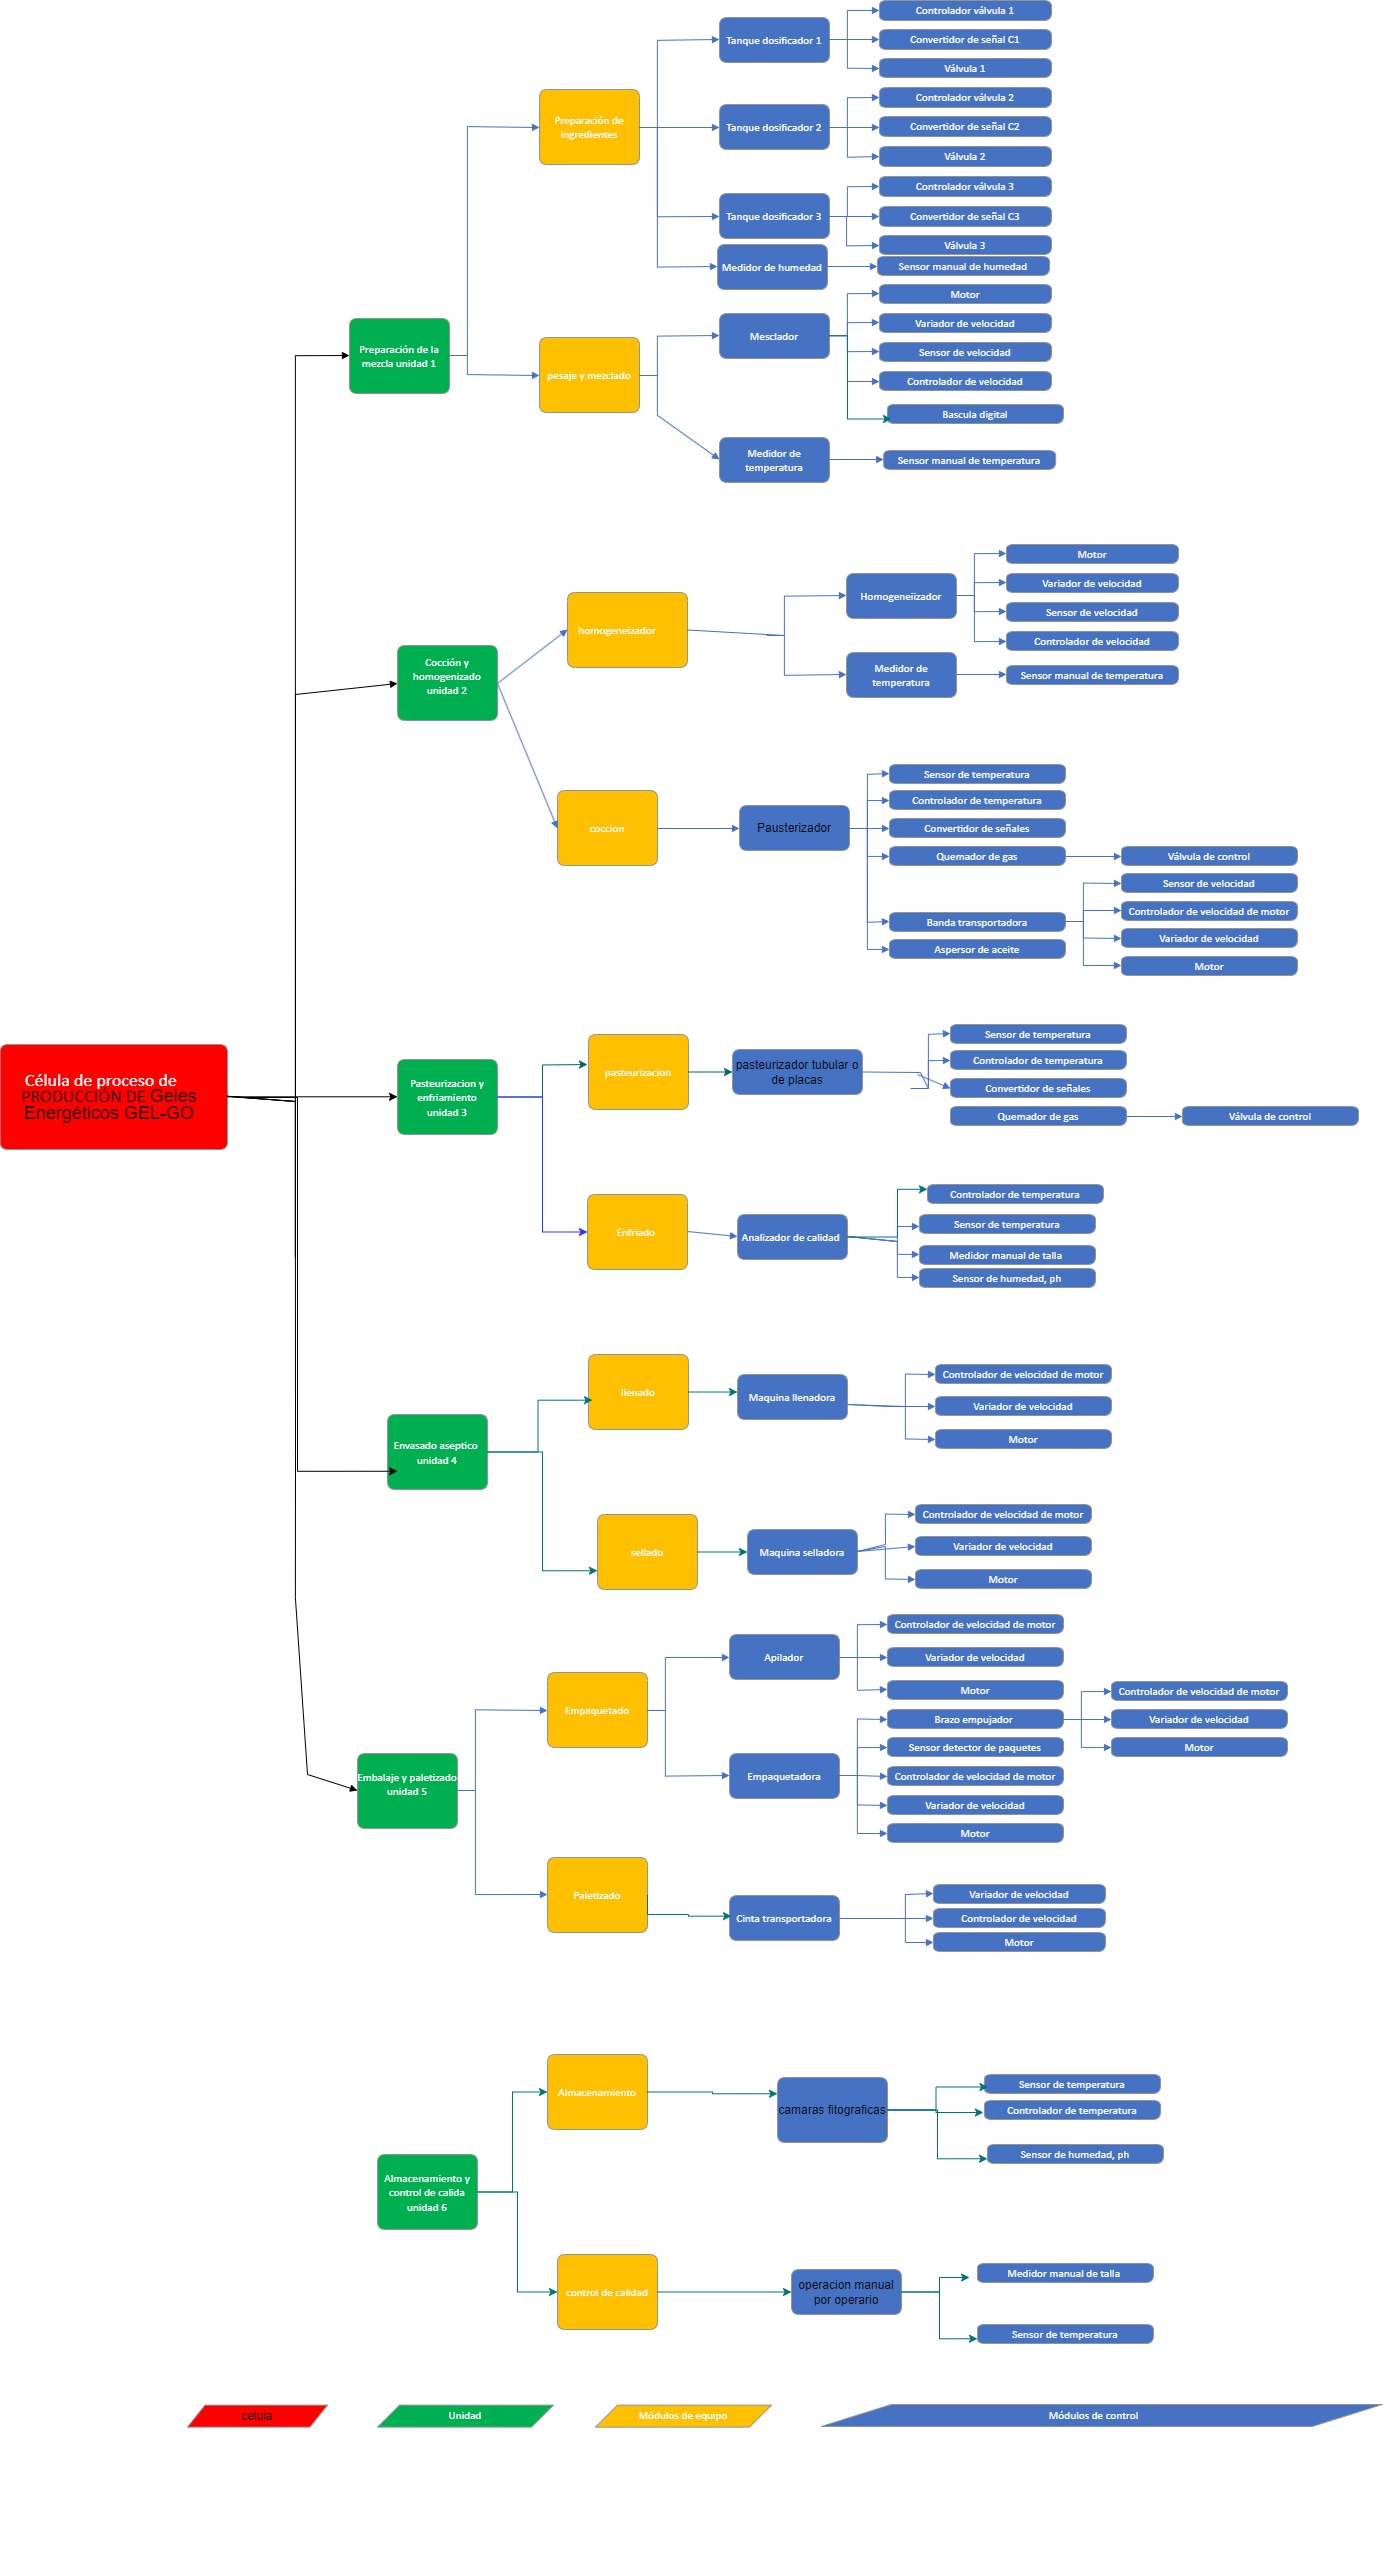 Controlador válvula 1
Tanque dosificador 1
Convertidor de señal C1
Válvula 1
Controlador válvula 2
Preparación de
ingredientes
Tanque dosificador 2
Convertidor de señal C2
Válvula 2
Controlador válvula 3
Tanque dosificador 3
Convertidor de señal C3
Válvula 3
Medidor de humedad
Sensor manual de humedad
Motor
Variador de velocidad
Mesclador
Preparación de la
mezcla unidad 1
Sensor de velocidad
pesaje y mezclado
Controlador de velocidad
Bascula digital
Medidor de
temperatura
Sensor manual de temperatura
Motor
Variador de velocidad
Homogeneiizador
Sensor de velocidad
homogeneizador
Controlador de velocidad
Cocción y
homogenizado
unidad 2
Medidor de
temperatura
Sensor manual de temperatura
Sensor de temperatura
Controlador de temperatura
coccion
Pausterizador
Convertidor de señales
Quemador de gas
Válvula de control
Sensor de velocidad
Controlador de velocidad de motor
Banda transportadora
Variador de velocidad
Aspersor de aceite
Motor
Sensor de temperatura
pasteurizacion
pasteurizador tubular o
de placas
Controlador de temperatura
Célula de proceso de
PRODUCCIÓN DE Geles
Energéticos GEL-GO
Pasteurizacion y
enfriamiento
unidad 3
Convertidor de señales
Quemador de gas
Válvula de control
Controlador de temperatura
Sensor de temperatura
Enfriado
Analizador de calidad
Medidor manual de talla
Sensor de humedad, ph
Controlador de velocidad de motor
llenado
Maquina llenadora
Variador de velocidad
Motor
Envasado aseptico
unidad 4
Controlador de velocidad de motor
sellado
Maquina selladora
Variador de velocidad
Motor
Controlador de velocidad de motor
Apilador
Variador de velocidad
Motor
Controlador de velocidad de motor
Empaquetado
Brazo empujador
Variador de velocidad
Sensor detector de paquetes
Motor
Embalaje y paletizado
unidad 5
Empaquetadora
Controlador de velocidad de motor
Variador de velocidad
Motor
Paletizado
Variador de velocidad
Cinta transportadora
Controlador de velocidad
Motor
Almacenamiento
Sensor de temperatura
camaras fitograficas
Controlador de temperatura
Sensor de humedad, ph
Almacenamiento y
control de calida
unidad 6
Medidor manual de talla
control de calidad
operacion manual
por operario
Sensor de temperatura
celula
Unidad
Módulos de equipo
Módulos de control